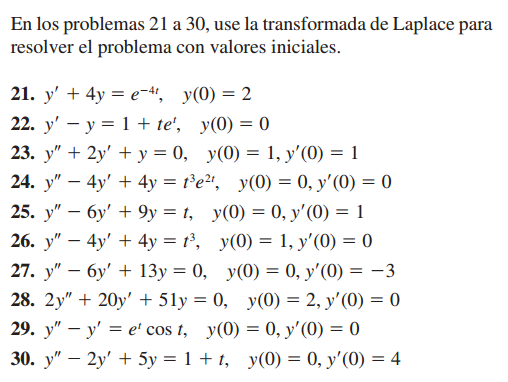 En los problemas 21 a 30, use la transformada de Laplace para
resolver el problema con valores iniciales.
21. y′ + 4y = e⁻⁴ᵗ, y(0) = 2
22. y′ − y = 1 + teᵗ, y(0) = 0
23. y″ + 2y′ + y = 0, y(0) = 1, y′(0) = 1
24. y″ − 4y′ + 4y = t³e²ᵗ, y(0) = 0, y′(0) = 0
25. y″ − 6y′ + 9y = t, y(0) = 0, y′(0) = 1
26. y″ − 4y′ + 4y = t³, y(0) = 1, y′(0) = 0
27. y″ − 6y′ + 13y = 0, y(0) = 0, y′(0) = −3
28. 2y″ + 20y′ + 51y = 0, y(0) = 2, y′(0) = 0
29. y″ − y′ = eᵗ cos t, y(0) = 0, y′(0) = 0
30. y″ − 2y′ + 5y = 1 + t, y(0) = 0, y′(0) = 4